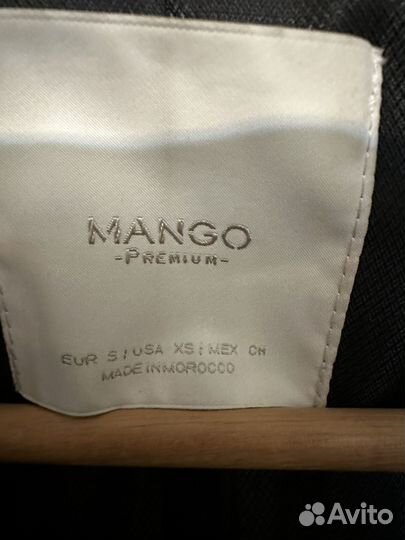 MANGO
-PREMIUM-
EUR S | USA XS | MEX CH
MADE IN MOROCCO
Avito